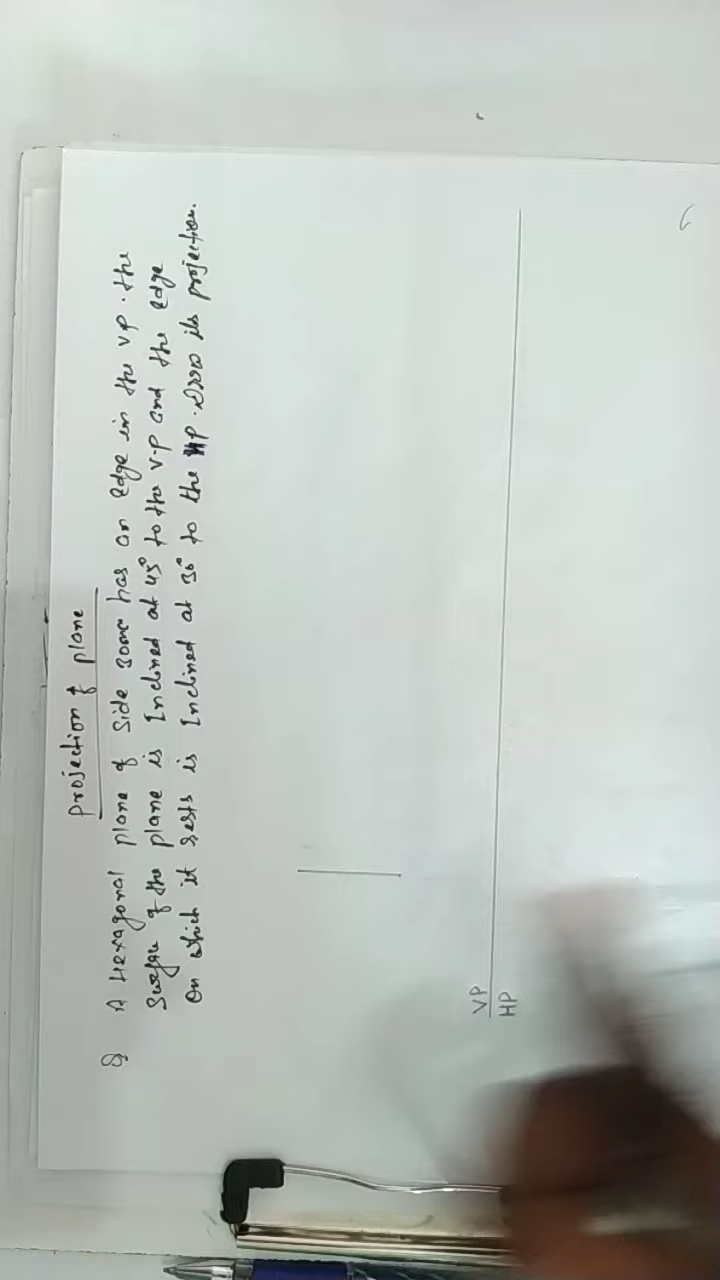 projection of plane
Q A Hexagonal plane of side 30mm has an edge in the V.P. the
surface of the plane is Inclined at 45° to the V.P and the edge
on which it rests is Inclined at 30° to the HP. Draw its projection.
VP
HP